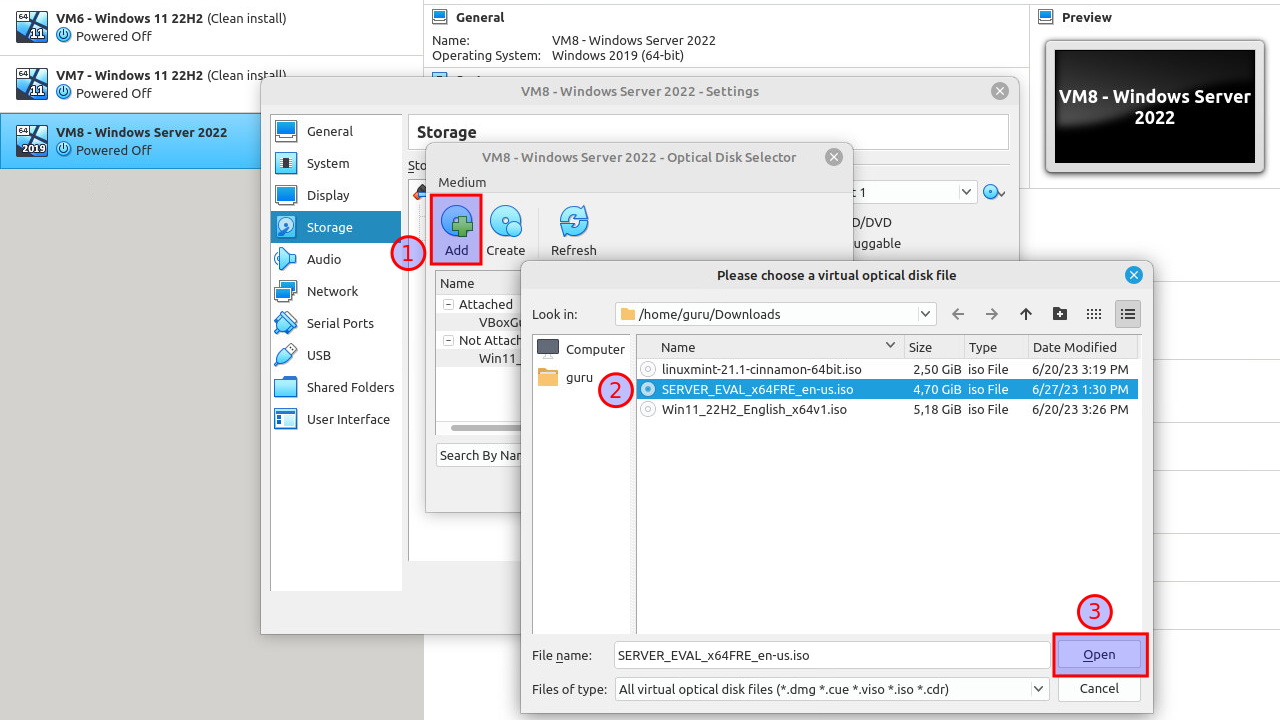 VM6 - Windows 11 22H2 (Clean install)
Powered Off
VM7 - Windows 11 22H2 (Clean install)
Powered Off
VM8 - Windows Server 2022
Powered Off
64
11
64
11
64
2019
General
Name: VM8 - Windows Server 2022
Operating System: Windows 2019 (64-bit)
Preview
VM8 - Windows Server
2022
VM8 - Windows Server 2022 - Settings
General
System
Display
Storage
Audio
Network
Serial Ports
USB
Shared Folders
User Interface
Storage
VM8 - Windows Server 2022 - Optical Disk Selector
Medium
Add
Create
Refresh
1
Name
Attached
VBoxGu
Not Attach
Win11_
Search By Nam
t 1
D/DVD
uggable
Please choose a virtual optical disk file
Look in: /home/guru/Downloads
Computer
guru
Name Size Type Date Modified
linuxmint-21.1-cinnamon-64bit.iso 2,50 GiB iso File 6/20/23 3:19 PM
2
SERVER_EVAL_x64FRE_en-us.iso 4,70 GiB iso File 6/27/23 1:30 PM
Win11_22H2_English_x64v1.iso 5,18 GiB iso File 6/20/23 3:26 PM
3
File name: SERVER_EVAL_x64FRE_en-us.iso
Open
Files of type: All virtual optical disk files (*.dmg *.cue *.viso *.iso *.cdr)
Cancel